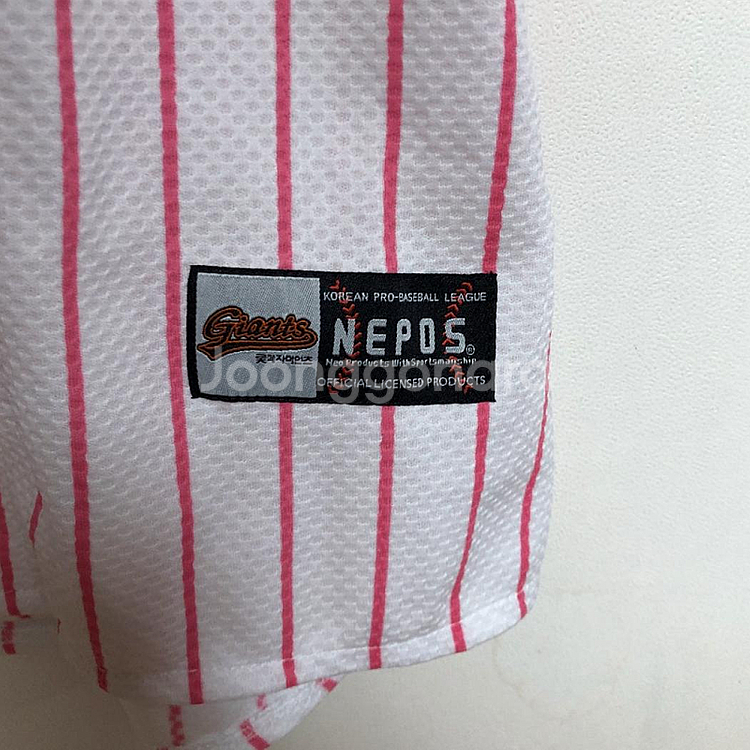 Giants
롯데자이언츠
KOREAN PRO-BASEBALL LEAGUE
NEPOS®
Neo Products With Sportsmanship
OFFICIAL LICENSED PRODUCTS
Joonggonara